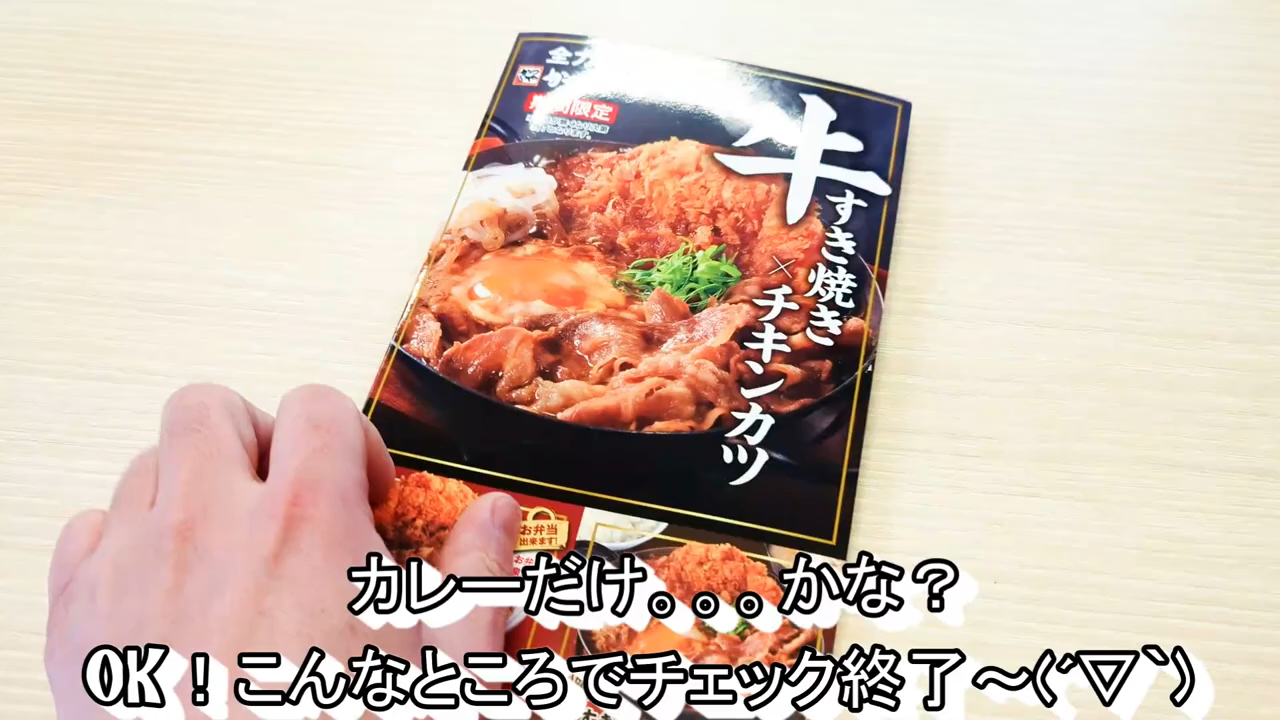 期間限定
牛すき焼き
×チキンカツ
お弁当
出来ます!
カレーだけ。。。かな？
OK！こんなところでチェック終了～(´▽`)